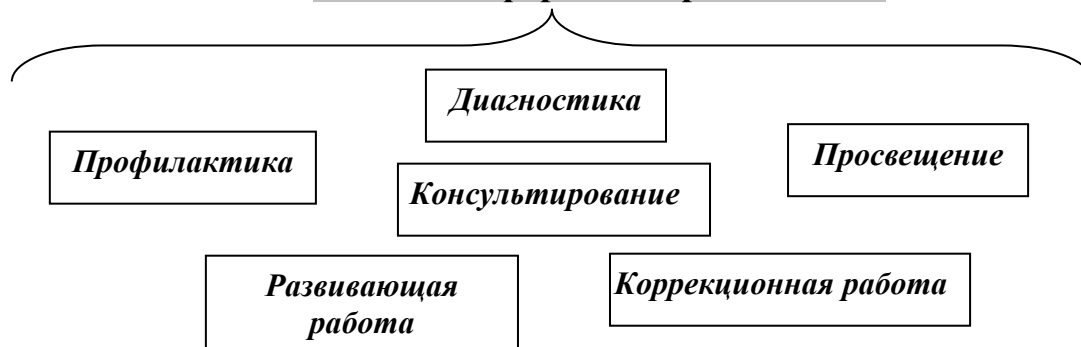 Диагностика
Профилактика
Просвещение
Консультирование
Развивающая
работа
Коррекционная работа